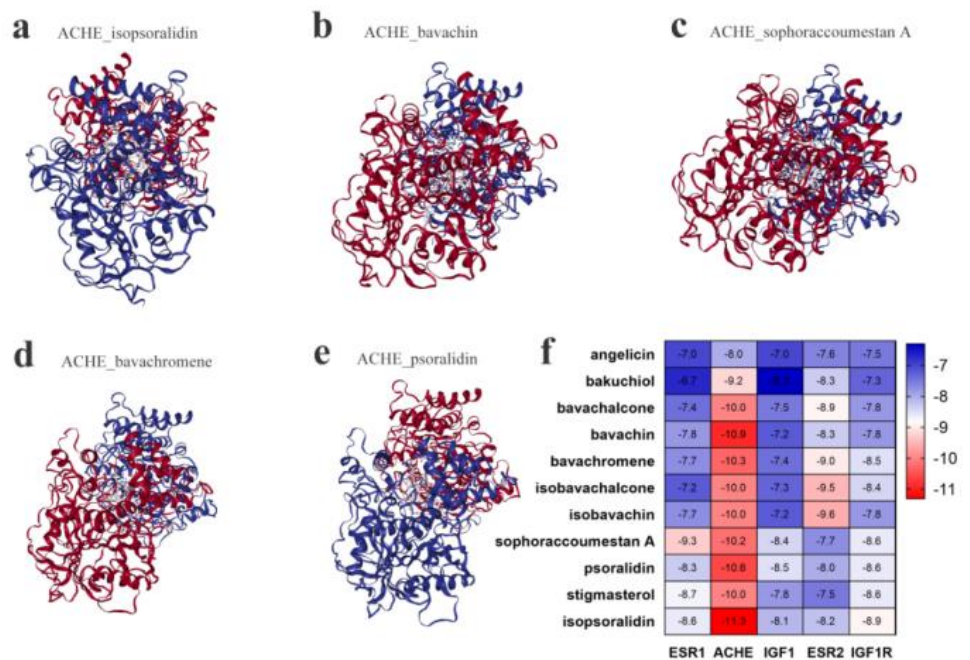 a ACHE_isopsoralidin
b ACHE_bavachin
c ACHE_sophoraccoumestan A
d ACHE_bavachromene
e ACHE_psoralidin
f
angelicin -7.0 -8.0 -7.0 -7.6 -7.5
bakuchiol -6.7 -9.2 -8.3 -7.3
bavachalcone -7.4 -10.0 -7.5 -8.9 -7.8
bavachin -7.8 -10.9 -7.2 -8.3 -7.8
bavachromene -7.7 -10.3 -7.4 -9.0 -8.5
isobavachalcone -7.2 -10.0 -7.3 -9.5 -8.4
isobavachin -7.7 -10.0 -7.2 -9.6 -7.8
sophoraccoumestan A -9.3 -10.2 -8.4 -7.7 -8.6
psoralidin -8.3 -10.6 -8.5 -8.0 -8.6
stigmasterol -8.7 -10.0 -7.8 -7.5 -8.6
isopsoralidin -8.6 -11.3 -8.1 -8.2 -8.9
ESR1 ACHE IGF1 ESR2 IGF1R
-7
-8
-9
-10
-11